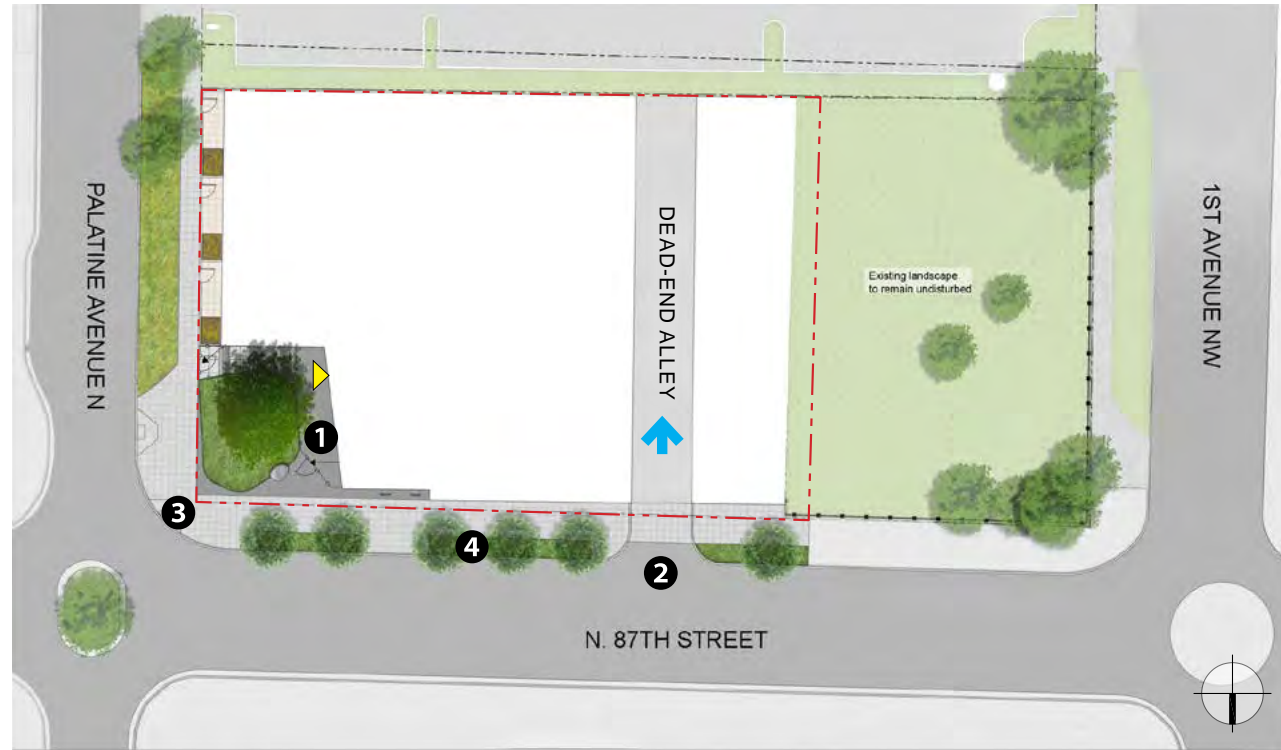 PALATINE AVENUE N
DEAD-END ALLEY
1ST AVENUE NW
Existing landscape
to remain undisturbed
1
3
4
2
N. 87TH STREET